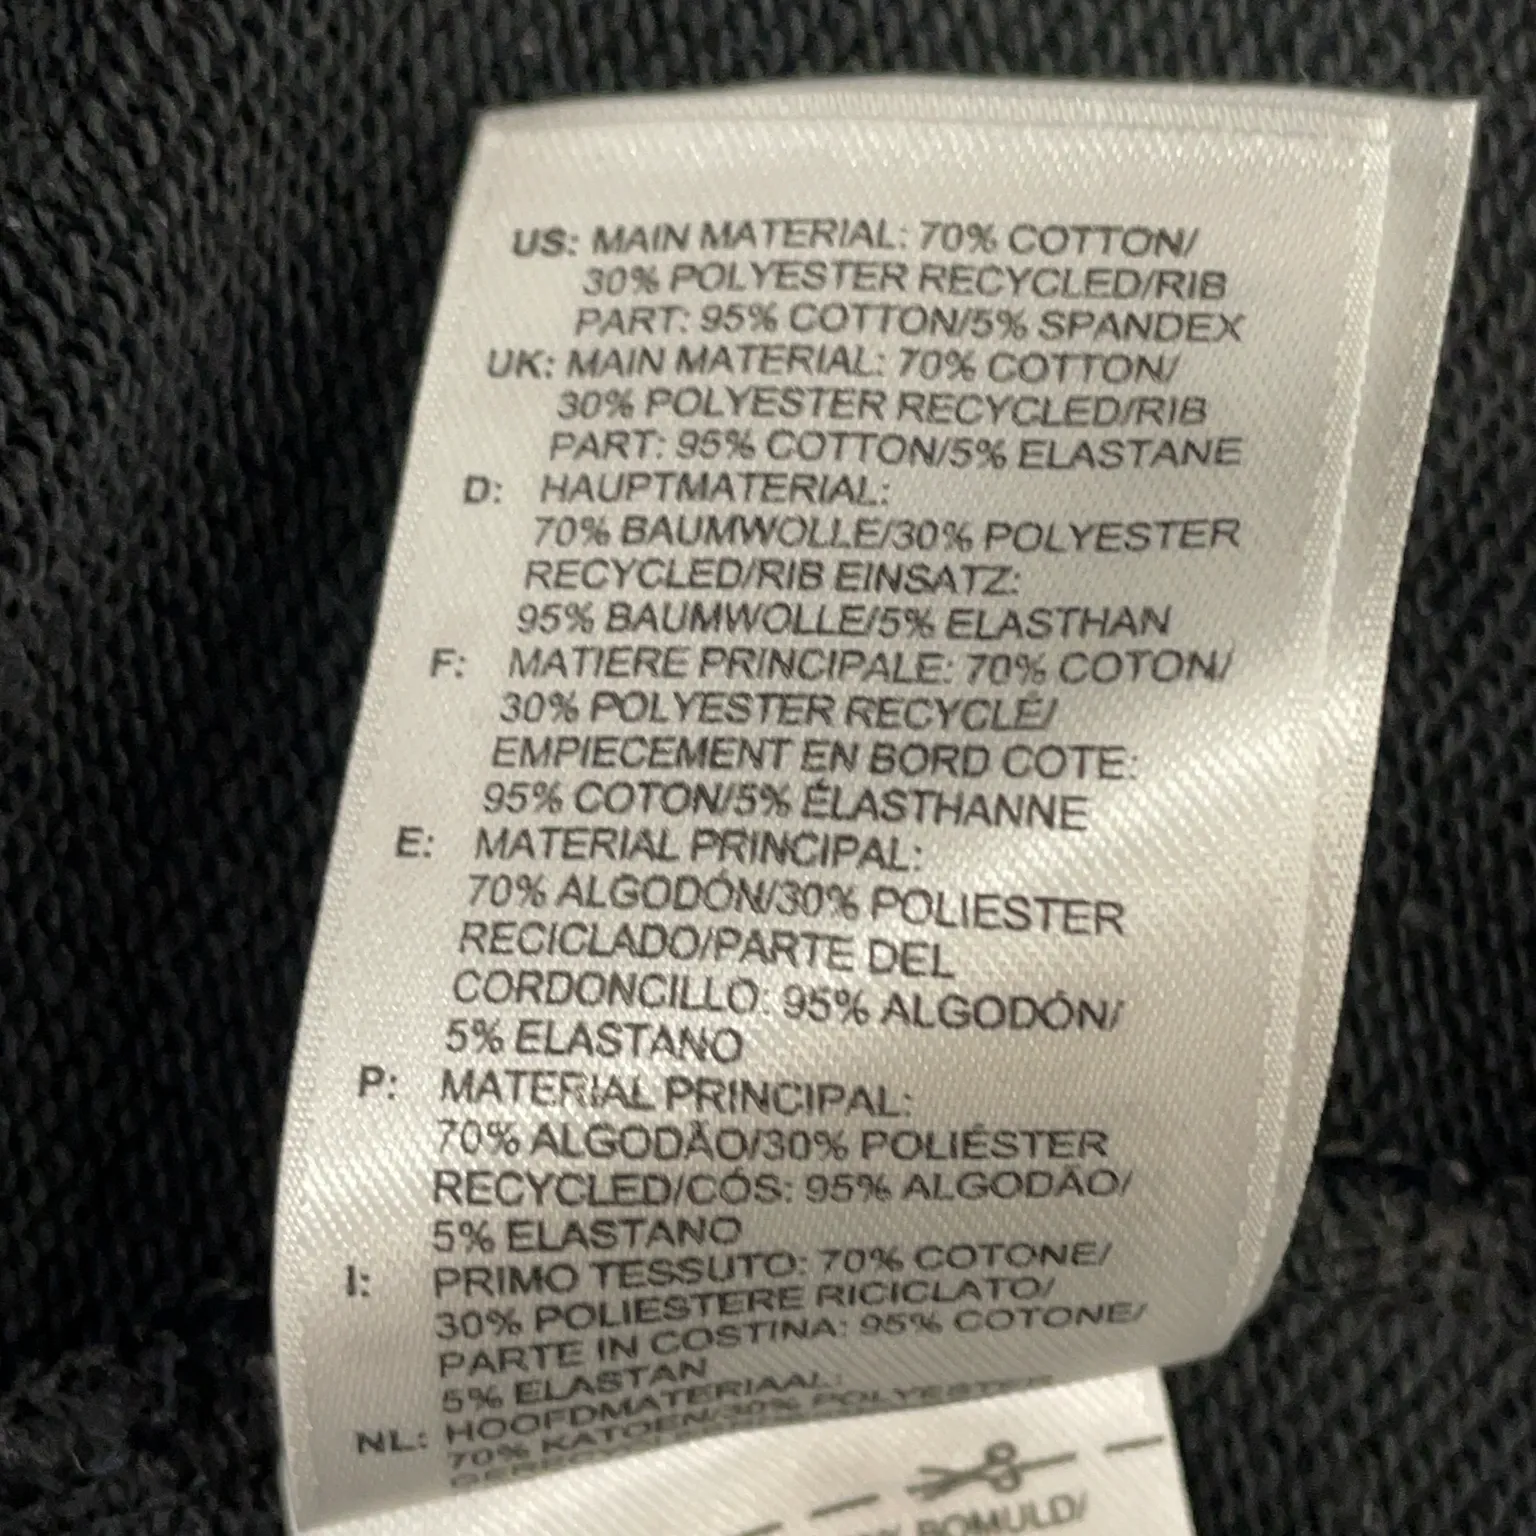 US: MAIN MATERIAL: 70% COTTON/
30% POLYESTER RECYCLED/RIB
PART: 95% COTTON/5% SPANDEX
UK: MAIN MATERIAL: 70% COTTON/
30% POLYESTER RECYCLED/RIB
PART: 95% COTTON/5% ELASTANE
D: HAUPTMATERIAL:
70% BAUMWOLLE/30% POLYESTER
RECYCLED/RIB EINSATZ:
95% BAUMWOLLE/5% ELASTHAN
F: MATIERE PRINCIPALE: 70% COTON/
30% POLYESTER RECYCLÉ/
EMPIECEMENT EN BORD COTE:
95% COTON/5% ÉLASTHANNE
E: MATERIAL PRINCIPAL:
70% ALGODÓN/30% POLIESTER
RECICLADO/PARTE DEL
CORDONCILLO: 95% ALGODÓN/
5% ELASTANO
P: MATERIAL PRINCIPAL:
70% ALGODÃO/30% POLIÉSTER
RECYCLED/CÓS: 95% ALGODÃO/
5% ELASTANO
I: PRIMO TESSUTO: 70% COTONE/
30% POLIESTERE RICICLATO/
PARTE IN COSTINA: 95% COTONE/
5% ELASTAN
NL: HOOFDMATERIAAL:
70% KATOEN/30% POLYESTER
BOMULD/